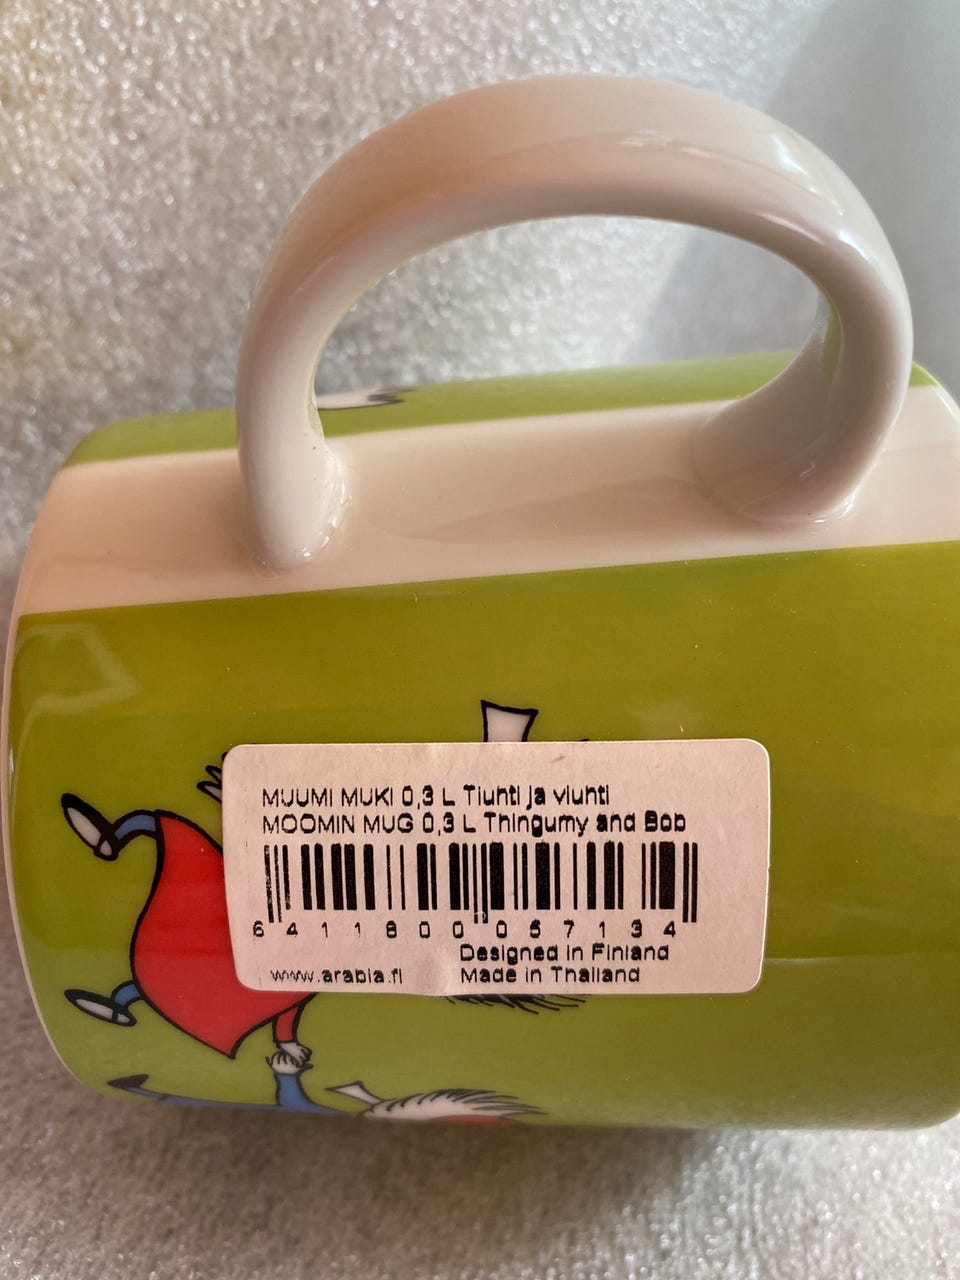 MUUMI MUKI 0,3 L Tiuhti ja viuhti
MOOMIN MUG 0,3 L Thingumy and Bob
6 411800 057134
Designed in Finland
www.arabia.fi Made in Thailand